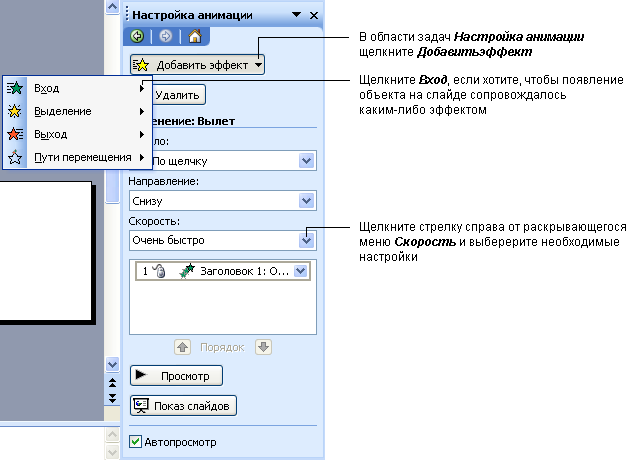 Настройка анимации
Добавить эффект
Вход
Выделение
Выход
Пути перемещения
Удалить
енение: Вылет
ло:
По щелчку
Направление:
Снизу
Скорость:
Очень быстро
1 Заголовок 1: О...
Порядок
Просмотр
Показ слайдов
Автопросмотр
В области задач Настройка анимации
щелкните Добавитьэффект
Щелкните Вход, если хотите, чтобы появление
объекта на слайде сопровождалось
каким-либо эффектом
Щелкните стрелку справа от раскрывающегося
меню Скорость и выберерите необходимые
настройки